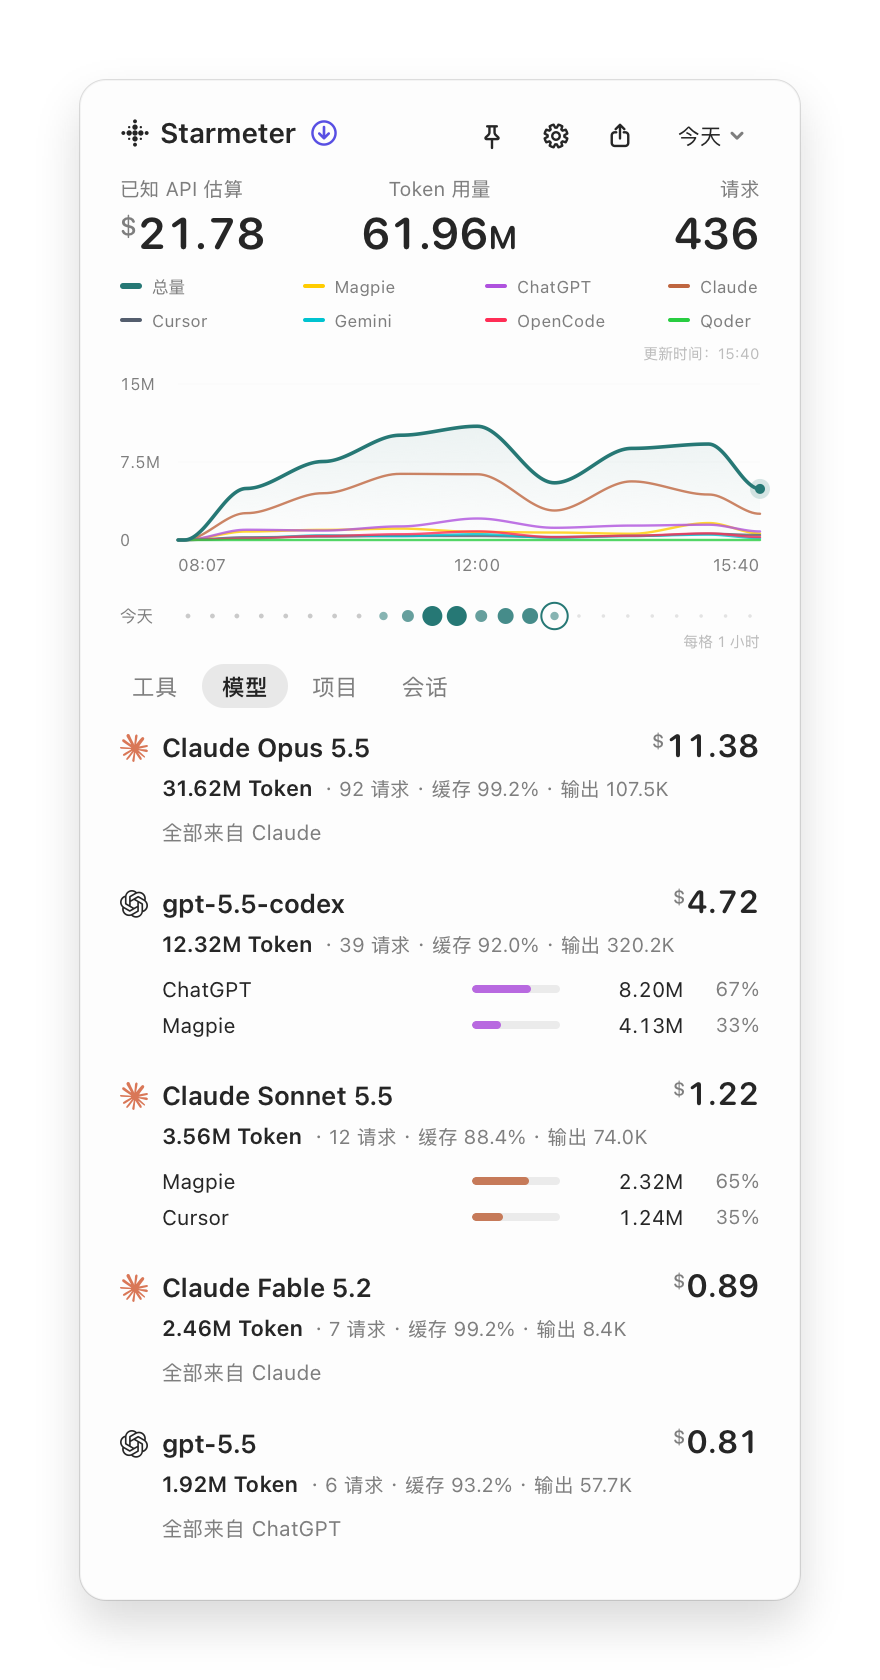 Starmeter 今天
已知 API 估算 Token 用量 请求
$21.78 61.96M 436
总量 Magpie ChatGPT Claude
Cursor Gemini OpenCode Qoder
更新时间：15:40
15M
7.5M
0
08:07 12:00 15:40
今天
每格 1 小时
工具 模型 项目 会话
Claude Opus 5.5 $11.38
31.62M Token · 92 请求 · 缓存 99.2% · 输出 107.5K
全部来自 Claude
gpt-5.5-codex $4.72
12.32M Token · 39 请求 · 缓存 92.0% · 输出 320.2K
ChatGPT 8.20M 67%
Magpie 4.13M 33%
Claude Sonnet 5.5 $1.22
3.56M Token · 12 请求 · 缓存 88.4% · 输出 74.0K
Magpie 2.32M 65%
Cursor 1.24M 35%
Claude Fable 5.2 $0.89
2.46M Token · 7 请求 · 缓存 99.2% · 输出 8.4K
全部来自 Claude
gpt-5.5 $0.81
1.92M Token · 6 请求 · 缓存 93.2% · 输出 57.7K
全部来自 ChatGPT